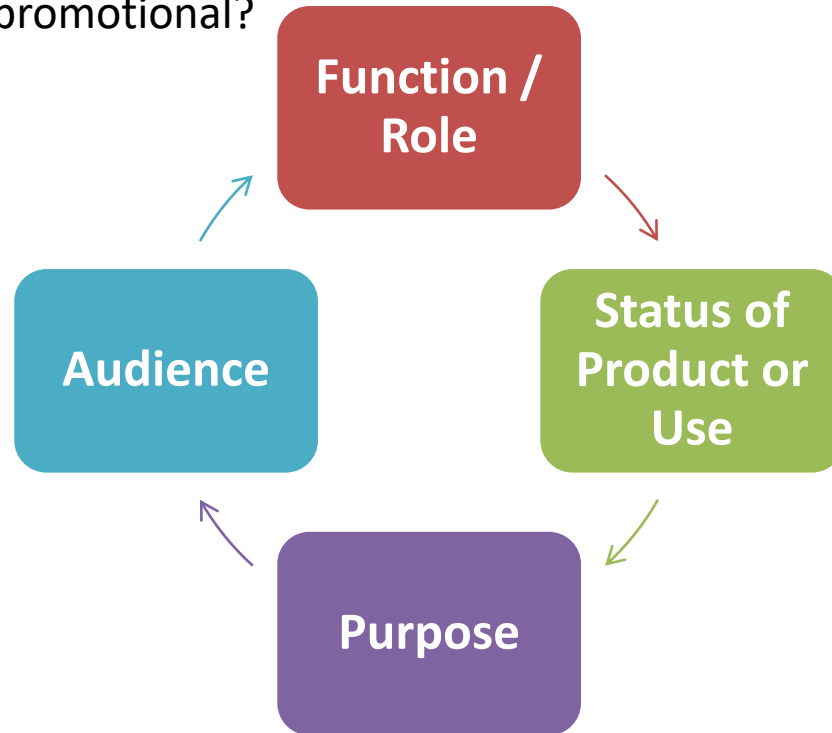 promotional?
Function /
Role
Status of
Product or
Use
Audience
Purpose